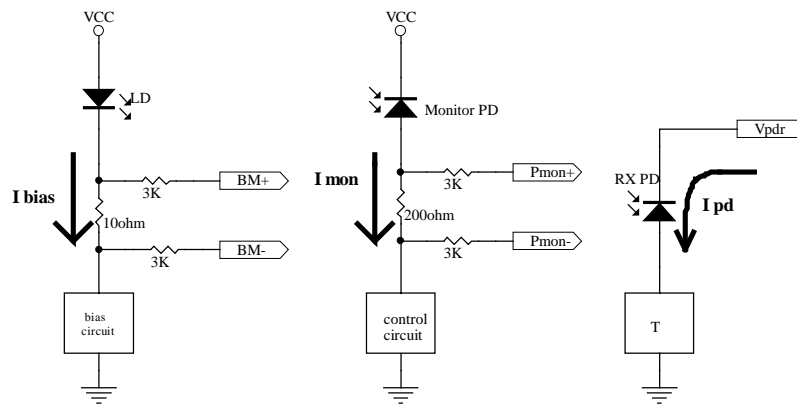 VCC
LD
I bias
3K
BM+
10ohm
3K
BM-
bias
circuit
VCC
Monitor PD
I mon
3K
Pmon+
200ohm
3K
Pmon-
control
circuit
Vpdr
RX PD
I pd
T